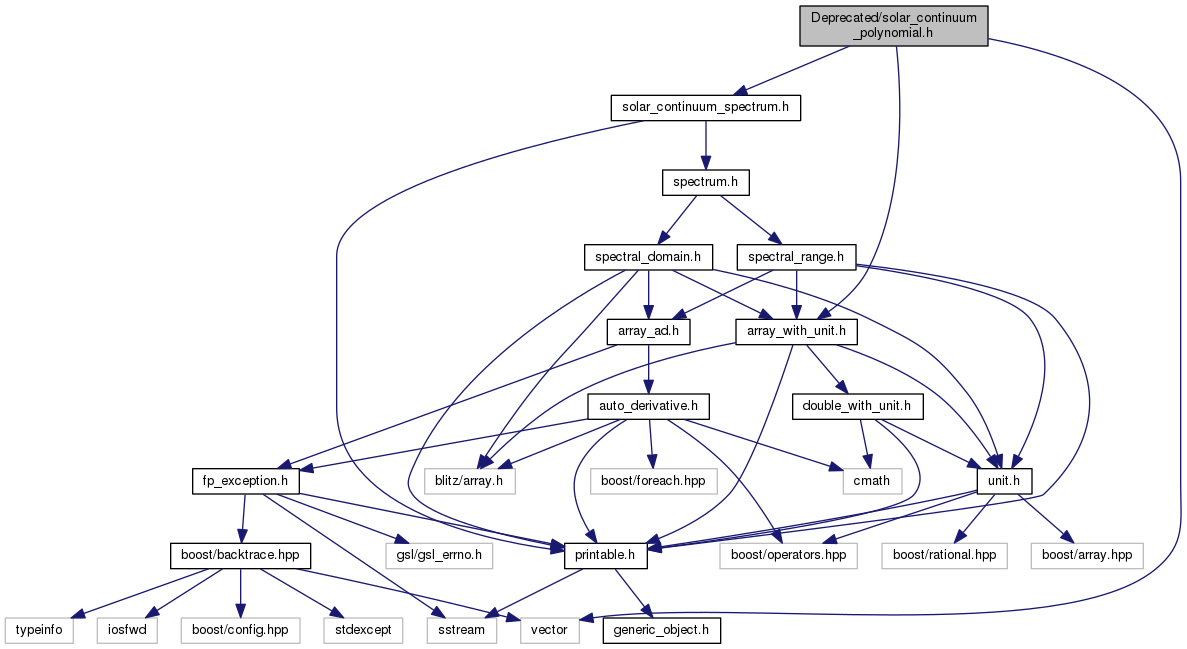 Deprecated/solar_continuum
_polynomial.h
solar_continuum_spectrum.h
spectrum.h
spectral_domain.h
spectral_range.h
array_ad.h
array_with_unit.h
auto_derivative.h
double_with_unit.h
fp_exception.h
blitz/array.h
boost/foreach.hpp
cmath
unit.h
boost/backtrace.hpp
gsl/gsl_errno.h
printable.h
boost/operators.hpp
boost/rational.hpp
boost/array.hpp
typeinfo
iosfwd
boost/config.hpp
stdexcept
sstream
vector
generic_object.h